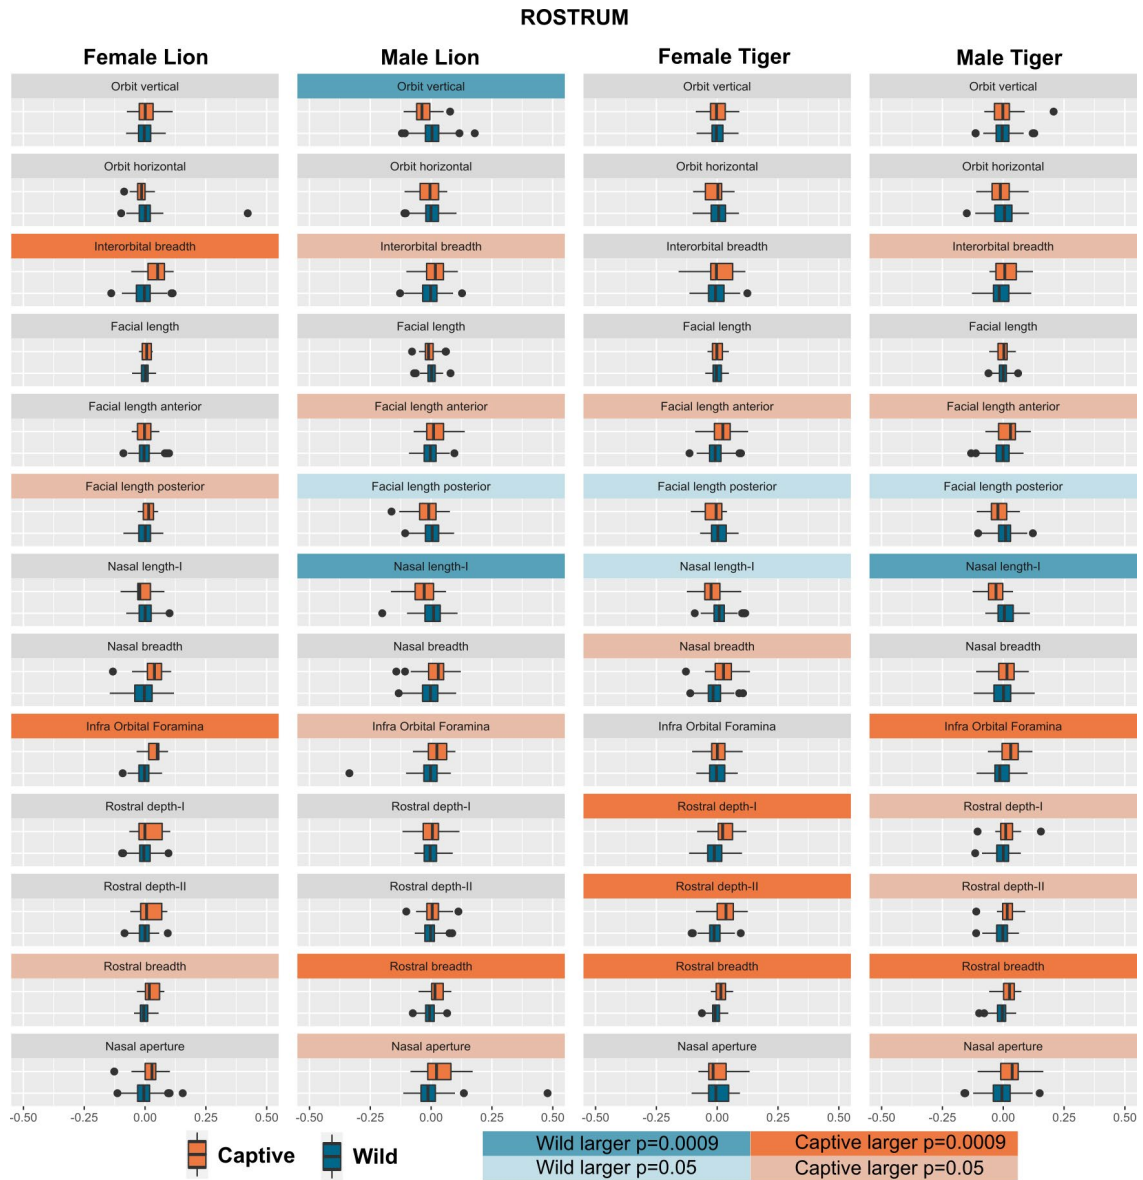 ROSTRUM
Female Lion Male Lion Female Tiger Male Tiger
Orbit vertical Orbit vertical Orbit vertical Orbit vertical
Orbit horizontal Orbit horizontal Orbit horizontal Orbit horizontal
Interorbital breadth Interorbital breadth Interorbital breadth Interorbital breadth
Facial length Facial length Facial length Facial length
Facial length anterior Facial length anterior Facial length anterior Facial length anterior
Facial length posterior Facial length posterior Facial length posterior Facial length posterior
Nasal length-I Nasal length-I Nasal length-I Nasal length-I
Nasal breadth Nasal breadth Nasal breadth Nasal breadth
Infra Orbital Foramina Infra Orbital Foramina Infra Orbital Foramina Infra Orbital Foramina
Rostral depth-I Rostral depth-I Rostral depth-I Rostral depth-I
Rostral depth-II Rostral depth-II Rostral depth-II Rostral depth-II
Rostral breadth Rostral breadth Rostral breadth Rostral breadth
Nasal aperture Nasal aperture Nasal aperture Nasal aperture
-0.50 -0.25 0.00 0.25 0.50 -0.50 -0.25 0.00 0.25 0.50 -0.50 -0.25 0.00 0.25 0.50 -0.50 -0.25 0.00 0.25 0.50
Captive Wild Wild larger p=0.0009 Captive larger p=0.0009
Wild larger p=0.05 Captive larger p=0.05